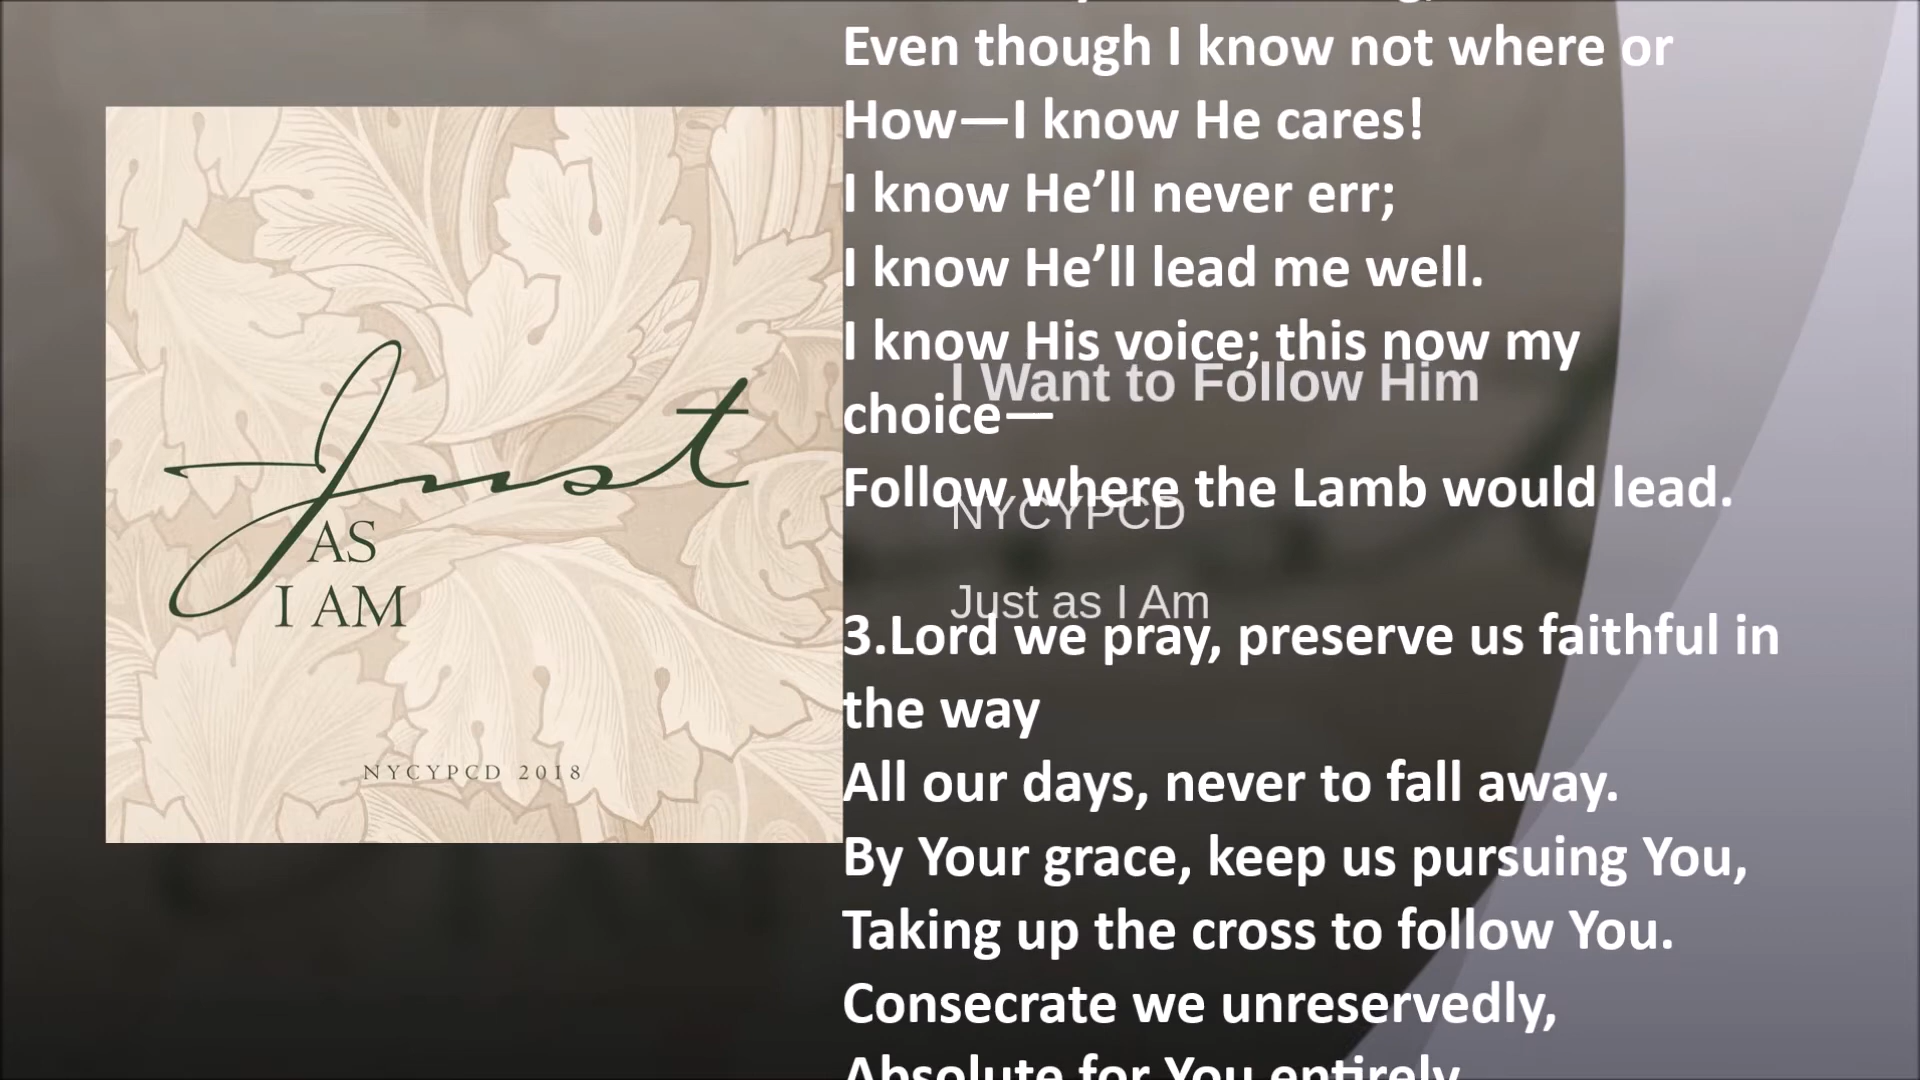 Even though I know not where or
How—I know He cares!
I know He’ll never err;
I know He’ll lead me well.
I know His voice; this now my
choice—
Follow where the Lamb would lead.
3.Lord we pray, preserve us faithful in
the way
All our days, never to fall away.
By Your grace, keep us pursuing You,
Taking up the cross to follow You.
Consecrate we unreservedly,
Absolute for You entirely
I Want to Follow Him
NYCYPCD
Just as I Am
Just
AS
I AM
NYCYPCD 2018